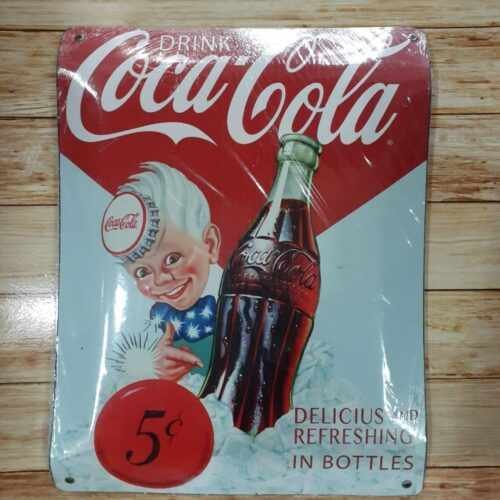 DRINK
Coca-Cola
Coca-Cola
Coca-Cola
5¢
DELICIUS AND
REFRESHING
IN BOTTLES